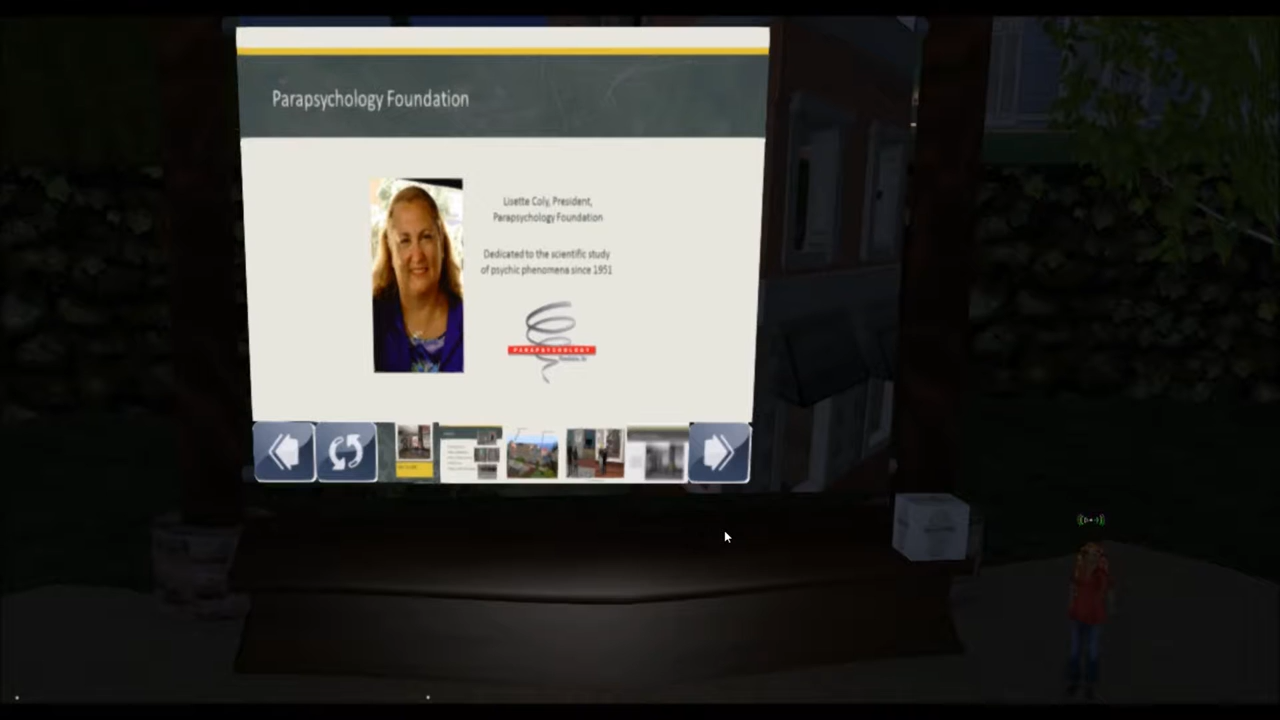 Parapsychology Foundation
Lisette Coly, President,
Parapsychology Foundation
Dedicated to the scientific study
of psychic phenomena since 1951
PARAPSYCHOLOGY